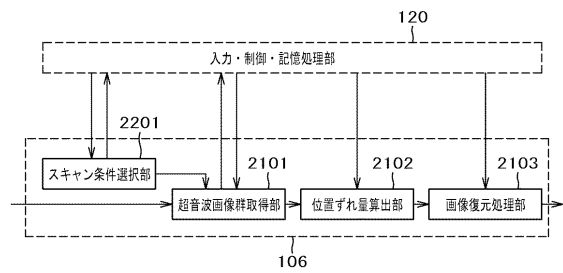 120
入力・制御・記憶処理部
2201
スキャン条件選択部
2101
超音波画像群取得部
2102
位置ずれ量算出部
2103
画像復元処理部
106